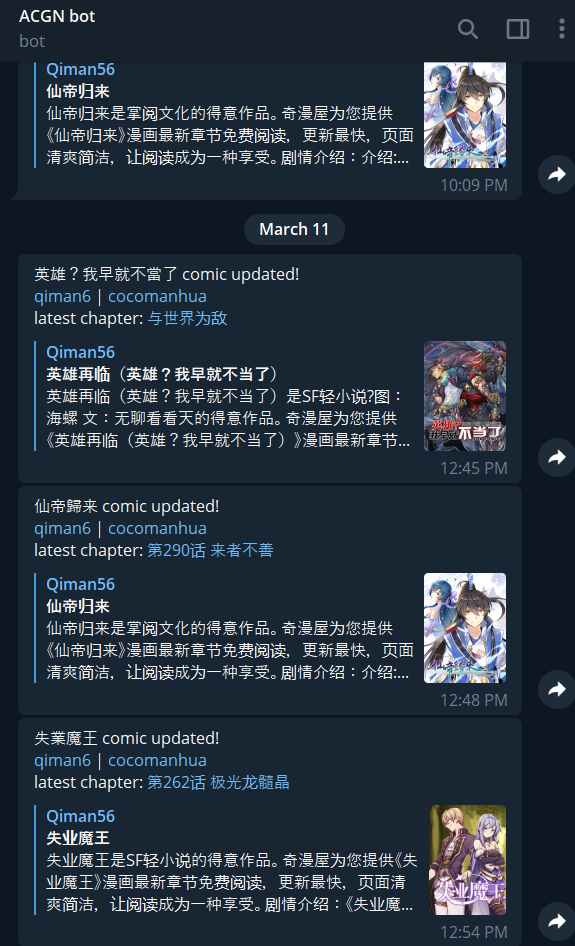 ACGN bot
bot
Qiman56
仙帝归来
仙帝归来是掌阅文化的得意作品。奇漫屋为您提供
《仙帝归来》漫画最新章节免费阅读，更新最快，页面
清爽简洁，让阅读成为一种享受。剧情介绍：介绍:...
10:09 PM
March 11
英雄？我早就不當了 comic updated!
qiman6 | cocomanhua
latest chapter: 与世界为敌
Qiman56
英雄再临（英雄？我早就不当了）
英雄再临（英雄？我早就不当了）是SF轻小说?图：
海螺 文：无聊看看天的得意作品。奇漫屋为您提供
《英雄再临（英雄？我早就不当了）》漫画最新章节...
英雄?
我早就不当了
12:45 PM
仙帝歸来 comic updated!
qiman6 | cocomanhua
latest chapter: 第290话 来者不善
Qiman56
仙帝归来
仙帝归来是掌阅文化的得意作品。奇漫屋为您提供
《仙帝归来》漫画最新章节免费阅读，更新最快，页面
清爽简洁，让阅读成为一种享受。剧情介绍：介绍:...
12:48 PM
失業魔王 comic updated!
qiman6 | cocomanhua
latest chapter: 第262话 极光龙髓晶
Qiman56
失业魔王
失业魔王是SF轻小说的得意作品。奇漫屋为您提供《失
业魔王》漫画最新章节免费阅读，更新最快，页面清
爽简洁，让阅读成为一种享受。剧情介绍：《失业魔...
失业魔王
12:54 PM